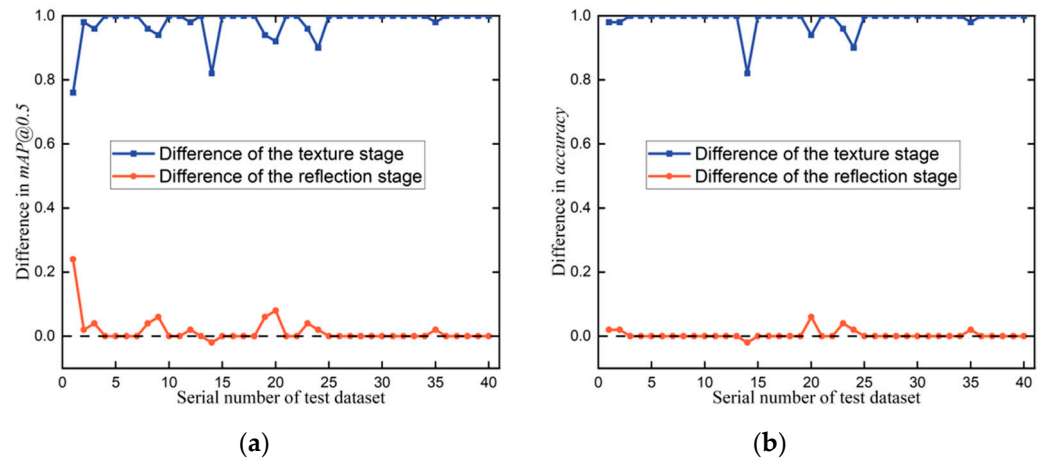 1.0
0.8
0.6
0.4
0.2
0.0
Difference in mAP@0.5
Difference of the texture stage
Difference of the reflection stage
0 5 10 15 20 25 30 35 40
Serial number of test dataset
(a)
1.0
0.8
0.6
0.4
0.2
0.0
Difference in accuracy
Difference of the texture stage
Difference of the reflection stage
0 5 10 15 20 25 30 35 40
Serial number of test dataset
(b)